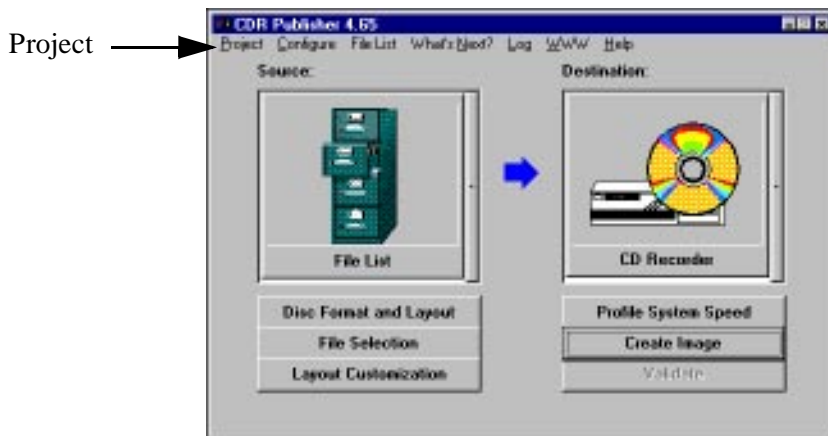 Project
CDR Publisher 4.65
Project Configure File List What's Next? Log WWW Help
Source:
Destination:
File List
CD Recorder
Disc Format and Layout
Profile System Speed
File Selection
Create Image
Layout Customization
Validate